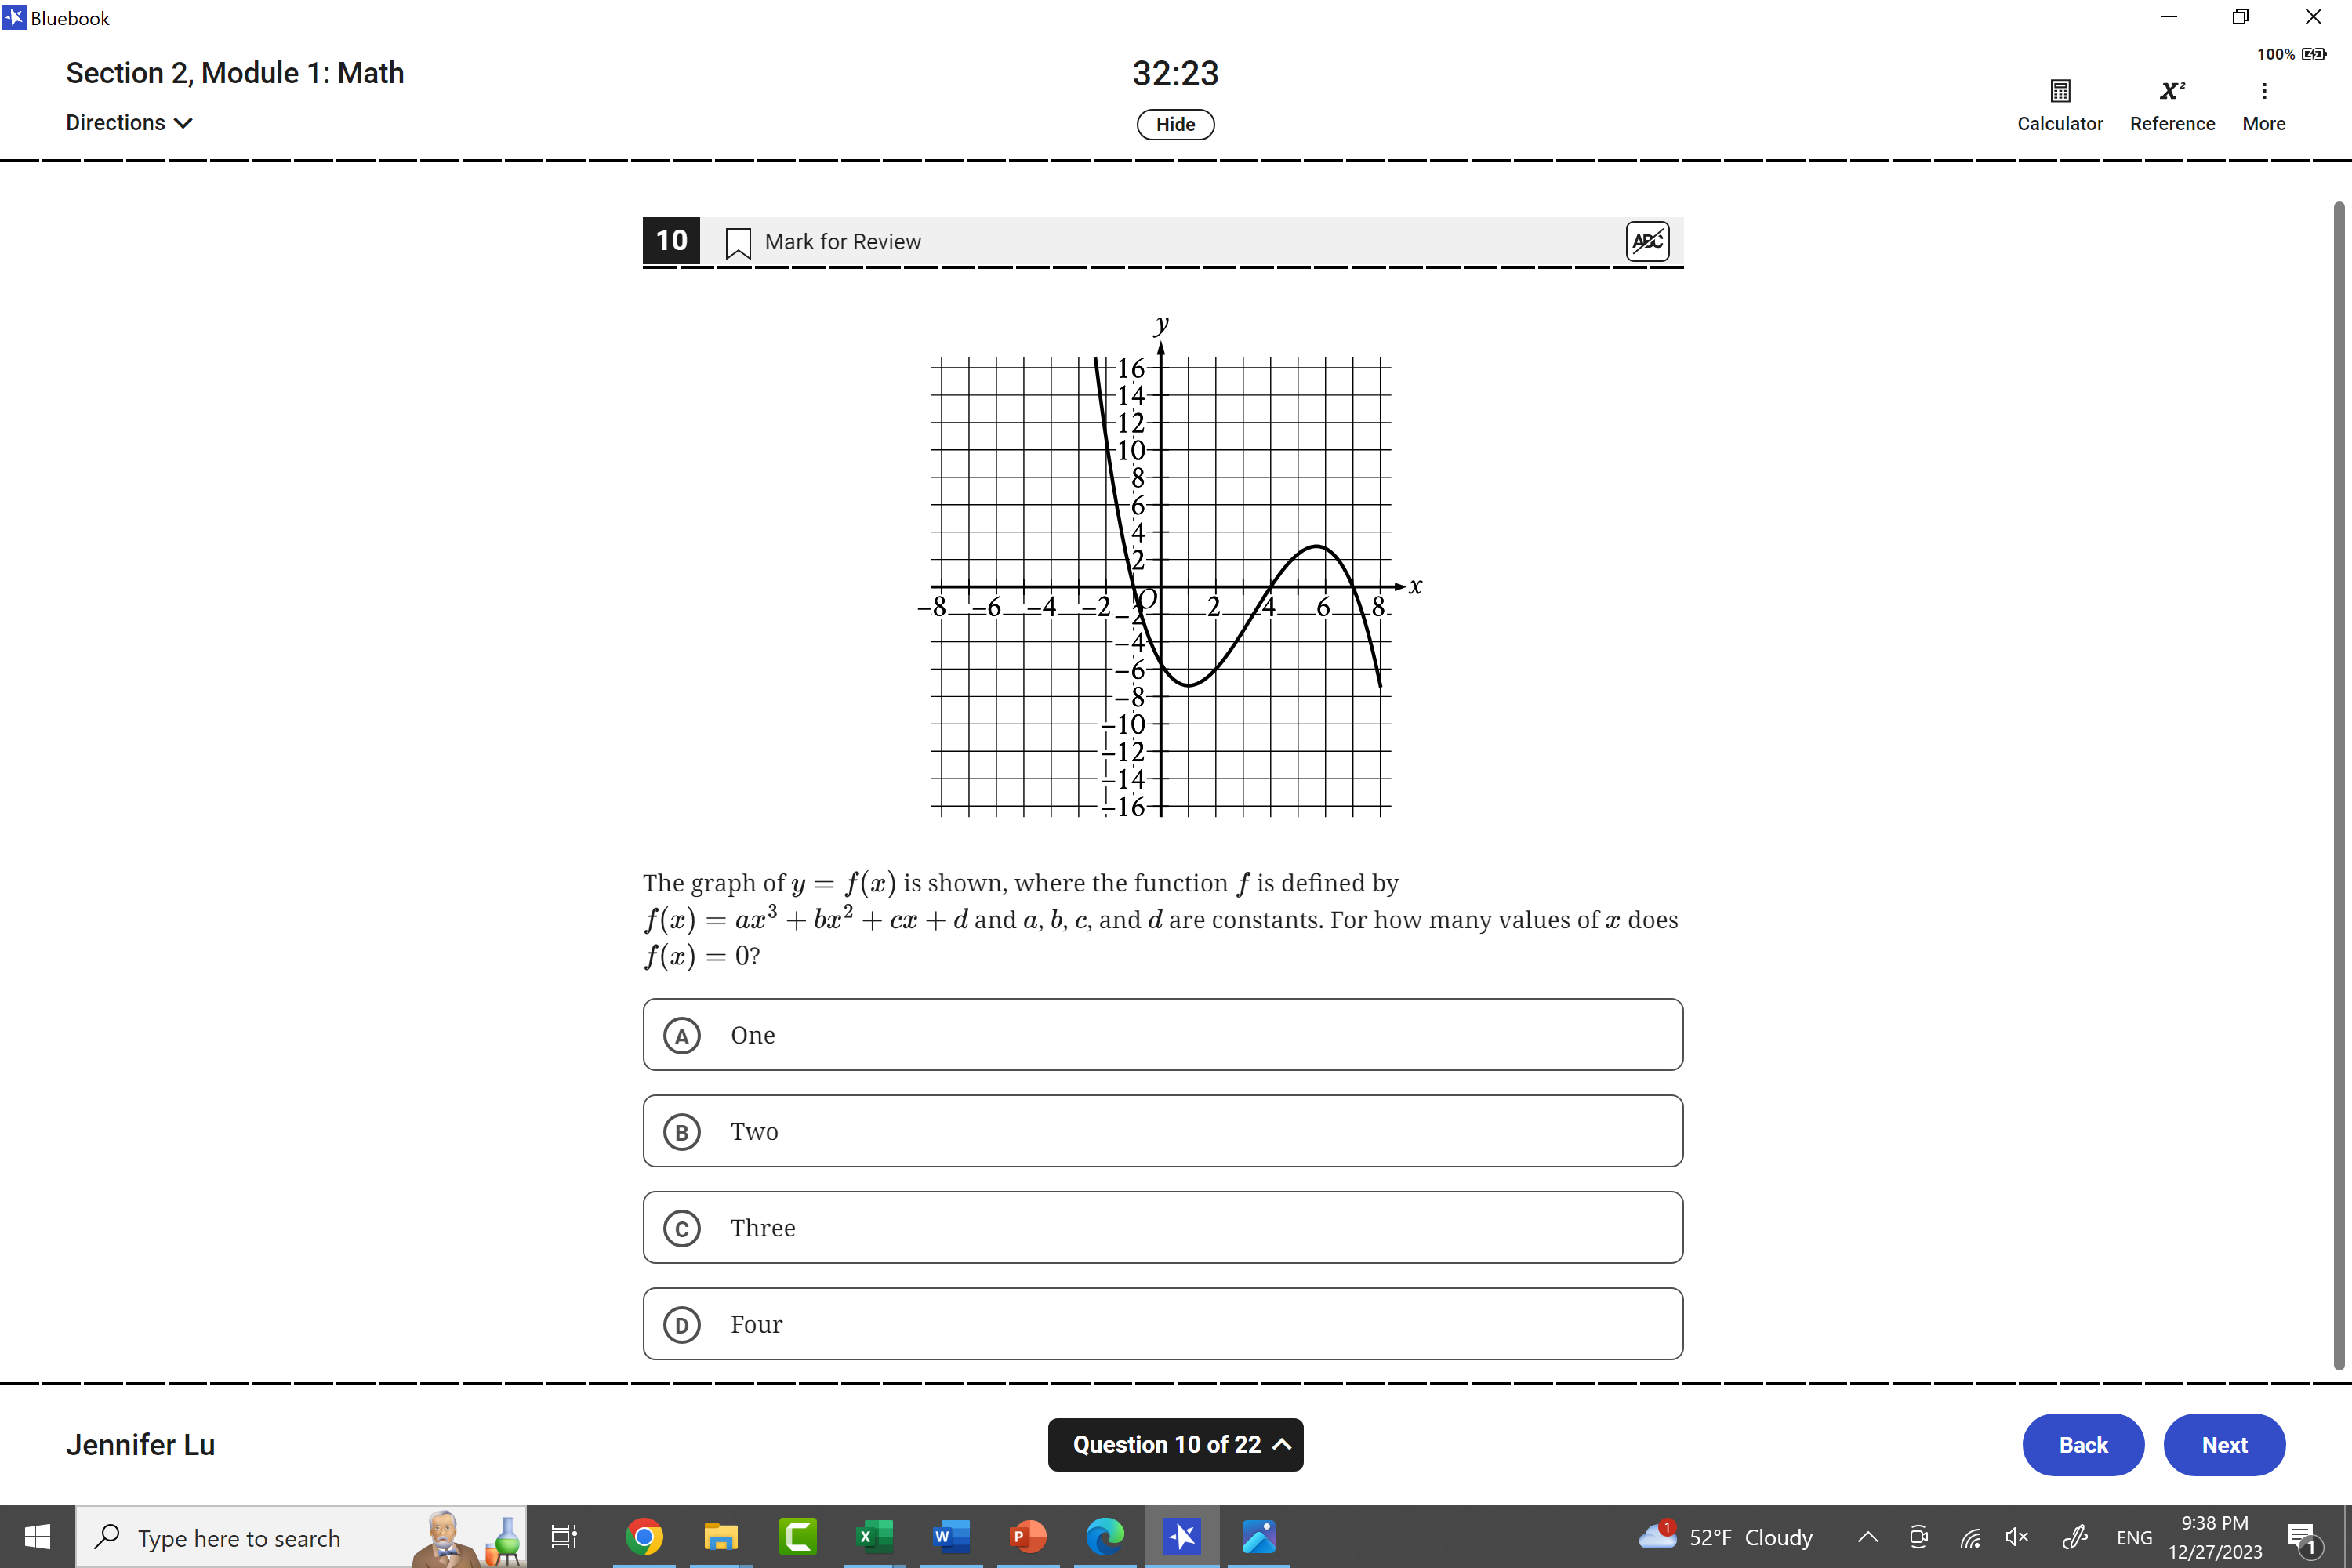 Bluebook
100%
Section 2, Module 1: Math
32:23
Directions
Hide
Calculator
Reference
More
10 Mark for Review ABC
y
16
14
12
10
8
6
4
2
x
−8 −6 −4 −2 O 2 4 6 8
−2
−4
−6
−8
−10
−12
−14
−16
The graph of y = f(x) is shown, where the function f is defined by
f(x) = ax³ + bx² + cx + d and a, b, c, and d are constants. For how many values of x does
f(x) = 0?
A One
B Two
C Three
D Four
Jennifer Lu
Question 10 of 22
Back
Next
Type here to search
1 52°F Cloudy
ENG
9:38 PM
12/27/2023
1